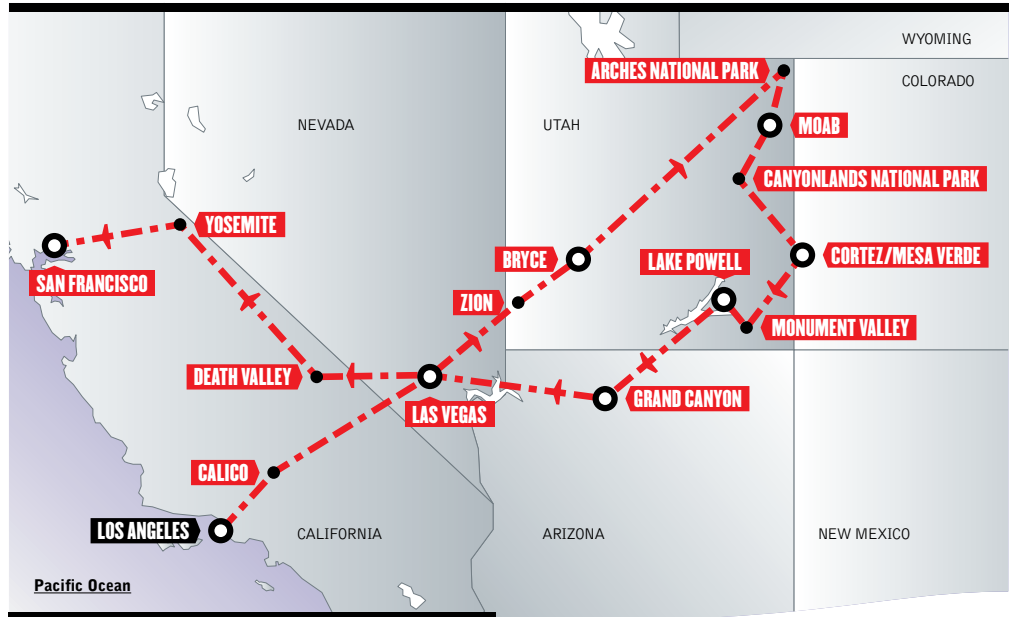 WYOMING
ARCHES NATIONAL PARK
COLORADO
NEVADA
UTAH
MOAB
CANYONLANDS NATIONAL PARK
YOSEMITE
BRYCE
LAKE POWELL
CORTEZ/MESA VERDE
SAN FRANCISCO
ZION
MONUMENT VALLEY
DEATH VALLEY
LAS VEGAS
GRAND CANYON
CALICO
LOS ANGELES
CALIFORNIA
ARIZONA
NEW MEXICO
Pacific Ocean